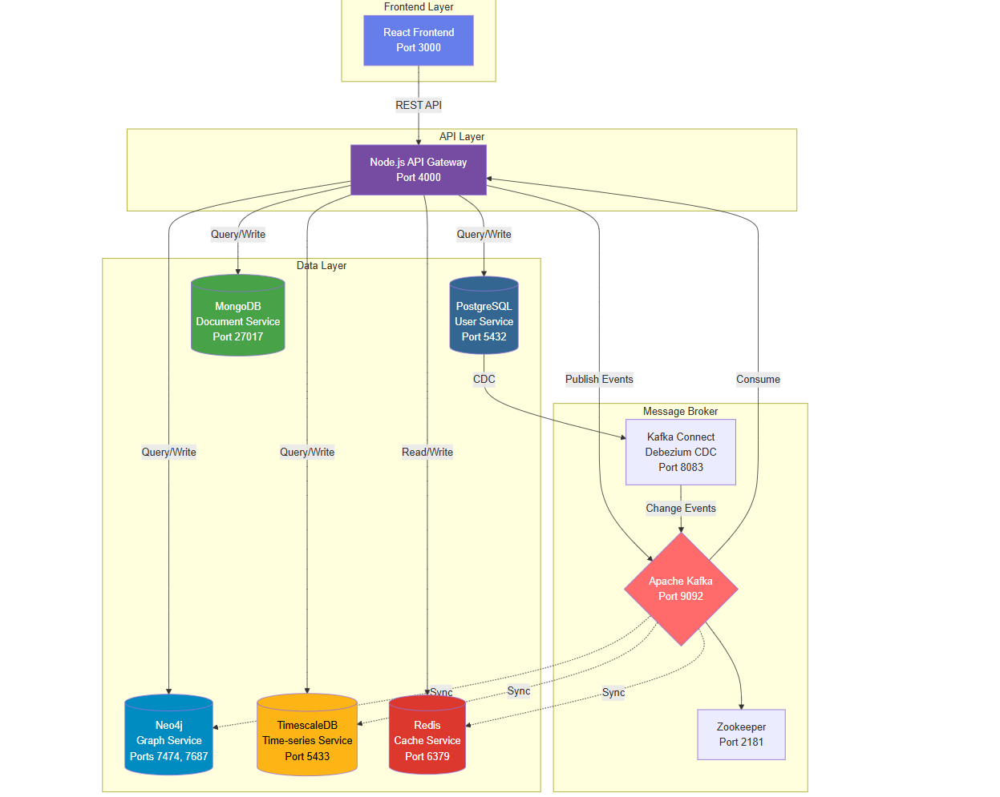 Frontend Layer
React Frontend
Port 3000
REST API
API Layer
Node.js API Gateway
Port 4000
Query/Write
Query/Write
Data Layer
MongoDB
Document Service
Port 27017
PostgreSQL
User Service
Port 5432
CDC
Publish Events
Consume
Message Broker
Kafka Connect
Debezium CDC
Port 8083
Query/Write
Query/Write
Read/Write
Change Events
Apache Kafka
Port 9092
Sync
Sync
Sync
Neo4j
Graph Service
Ports 7474, 7687
TimescaleDB
Time-series Service
Port 5433
Redis
Cache Service
Port 6379
Zookeeper
Port 2181